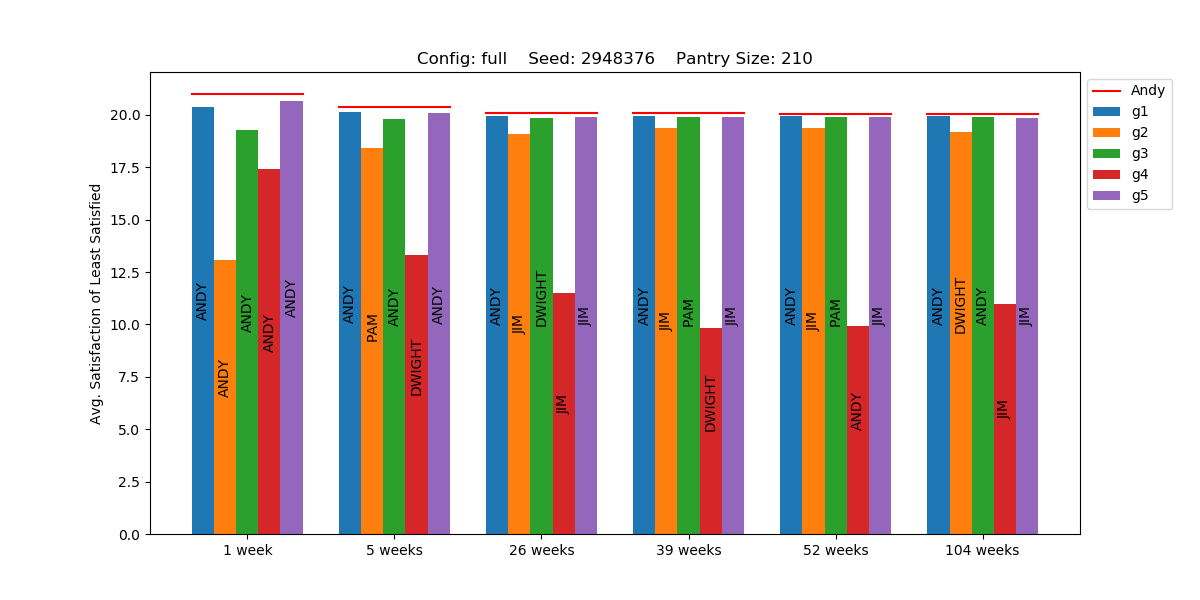 Config: full    Seed: 2948376    Pantry Size: 210
Avg. Satisfaction of Least Satisfied
20.0
17.5
15.0
12.5
10.0
7.5
5.0
2.5
0.0
ANDY
ANDY
ANDY
ANDY
ANDY
ANDY
PAM
ANDY
DWIGHT
ANDY
ANDY
JIM
DWIGHT
JIM
JIM
ANDY
JIM
PAM
DWIGHT
JIM
ANDY
JIM
PAM
ANDY
JIM
ANDY
DWIGHT
ANDY
JIM
JIM
1 week
5 weeks
26 weeks
39 weeks
52 weeks
104 weeks
Andy
g1
g2
g3
g4
g5